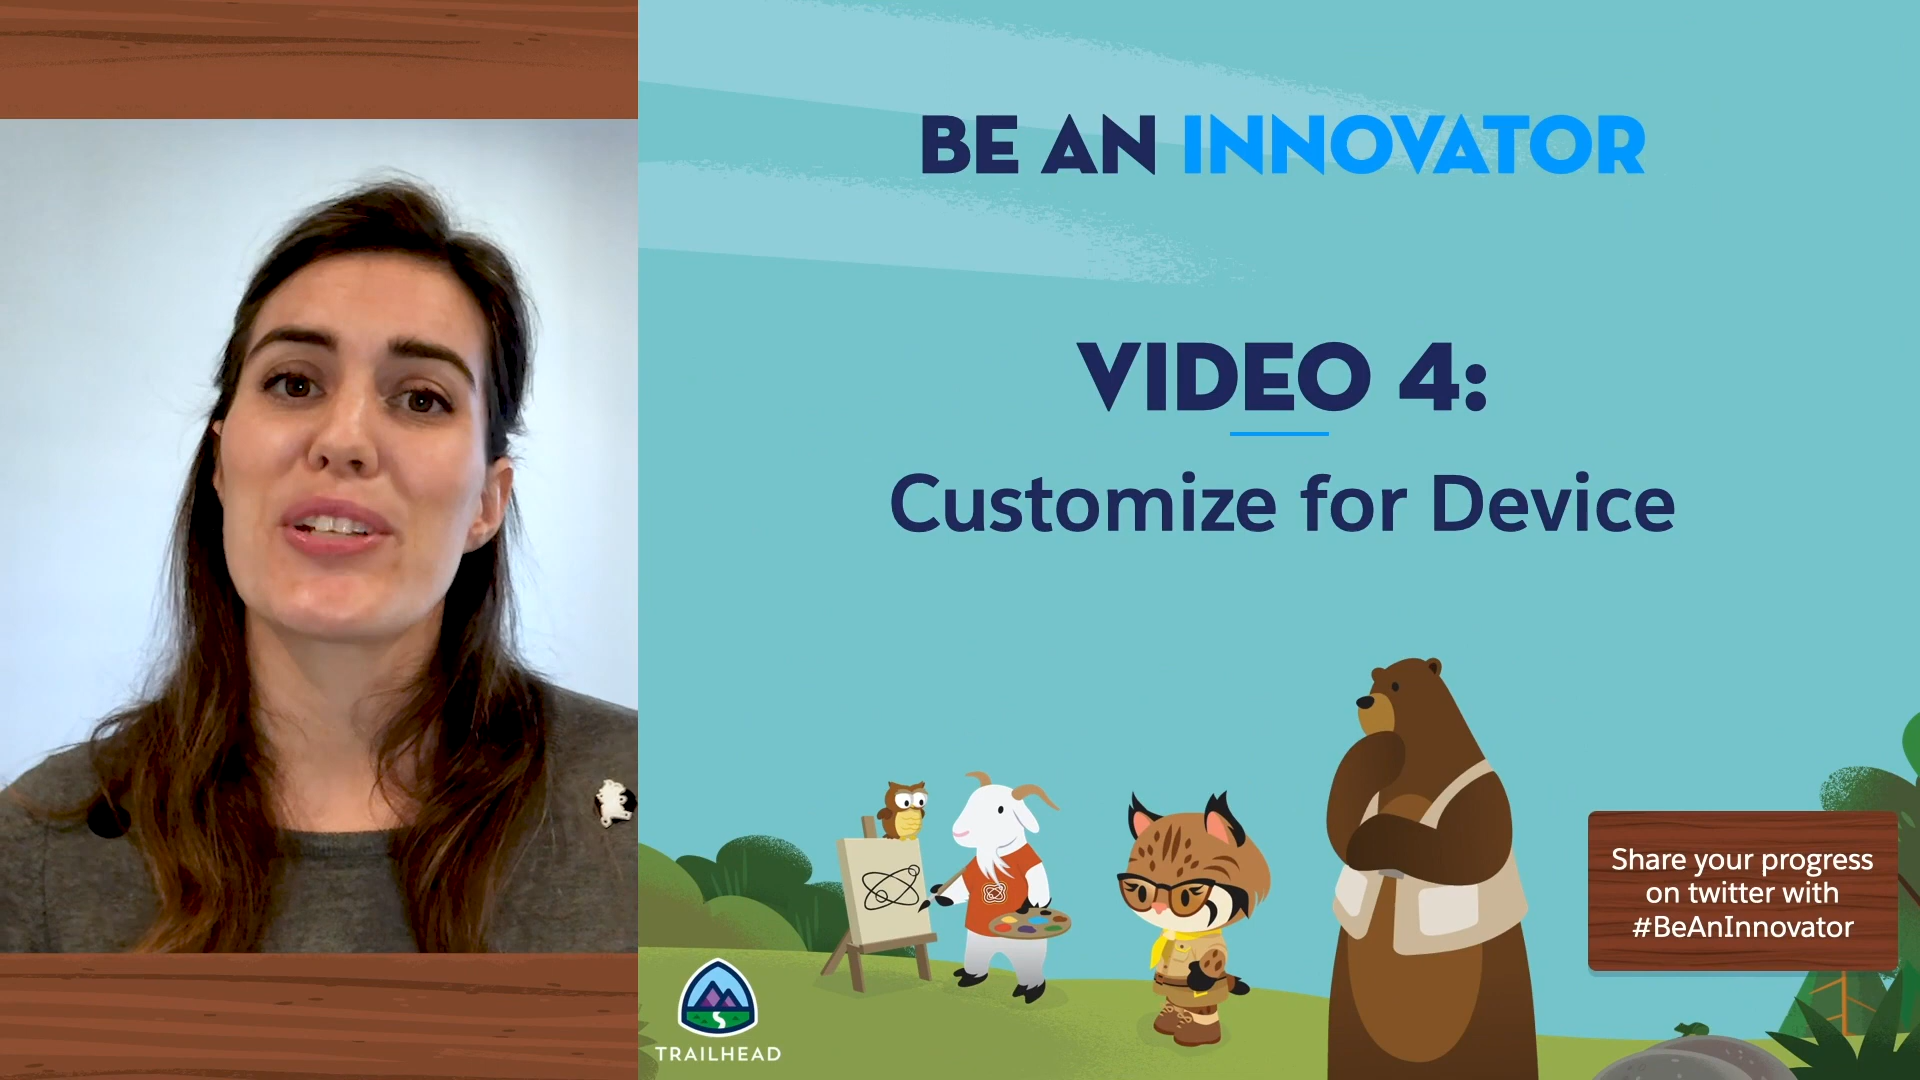 BE AN INNOVATOR
VIDEO 4:
Customize for Device
Share your progress
on twitter with
#BeAnInnovator
TRAILHEAD